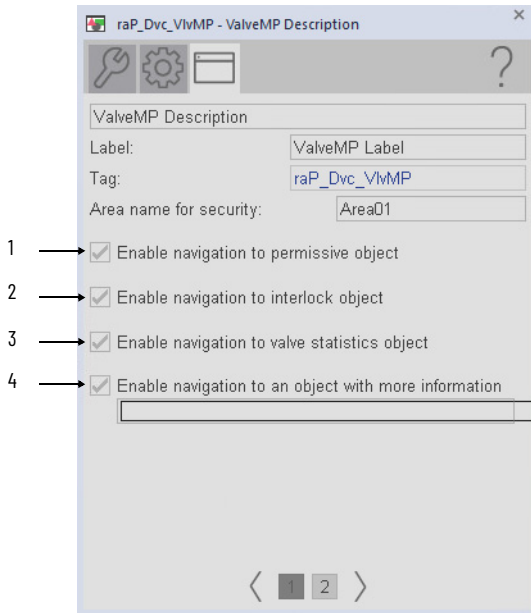 raP_Dvc_VlvMP - ValveMP Description
×
?
ValveMP Description
Label: ValveMP Label
Tag: raP_Dvc_VlvMP
Area name for security: Area01
1 Enable navigation to permissive object
2 Enable navigation to interlock object
3 Enable navigation to valve statistics object
4 Enable navigation to an object with more information
1 2